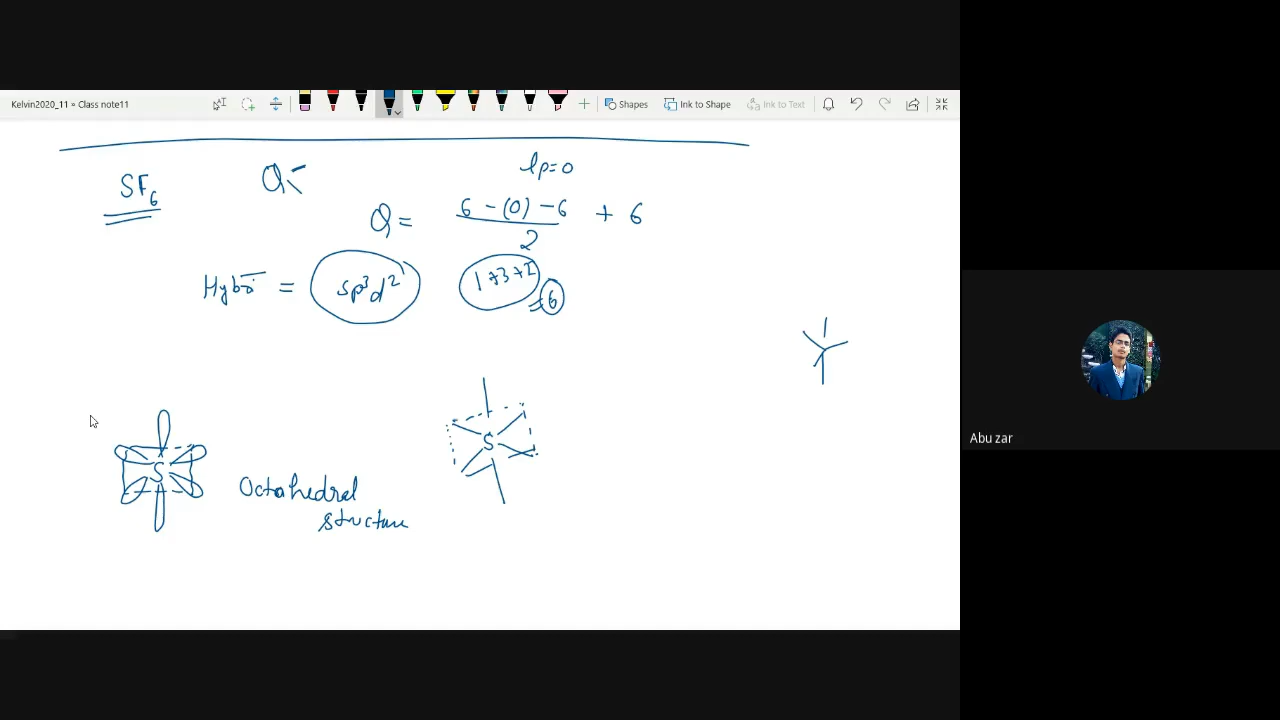 Kelvin2020_11 » Class note11
Shapes
Ink to Shape
Ink to Text
lp=0
SF6
Q
Q = 6 - (0) - 6 / 2 + 6
Hybn = sp³d² 1+3+2
=6
S
S
Octahedral
structure
Abu zar